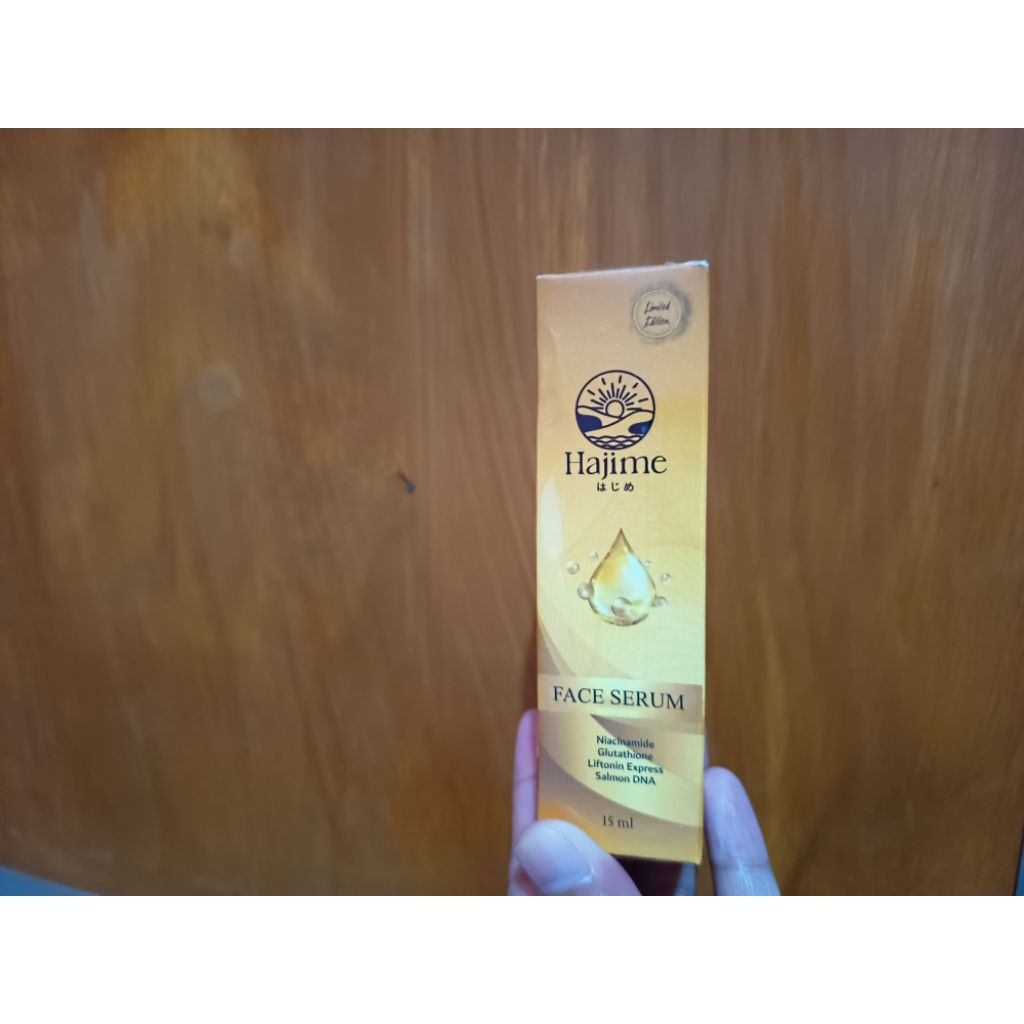 Limited
Edition
Hajime
はじめ
FACE SERUM
Niacinamide
Glutathione
Liftonin Express
Salmon DNA
15 ml